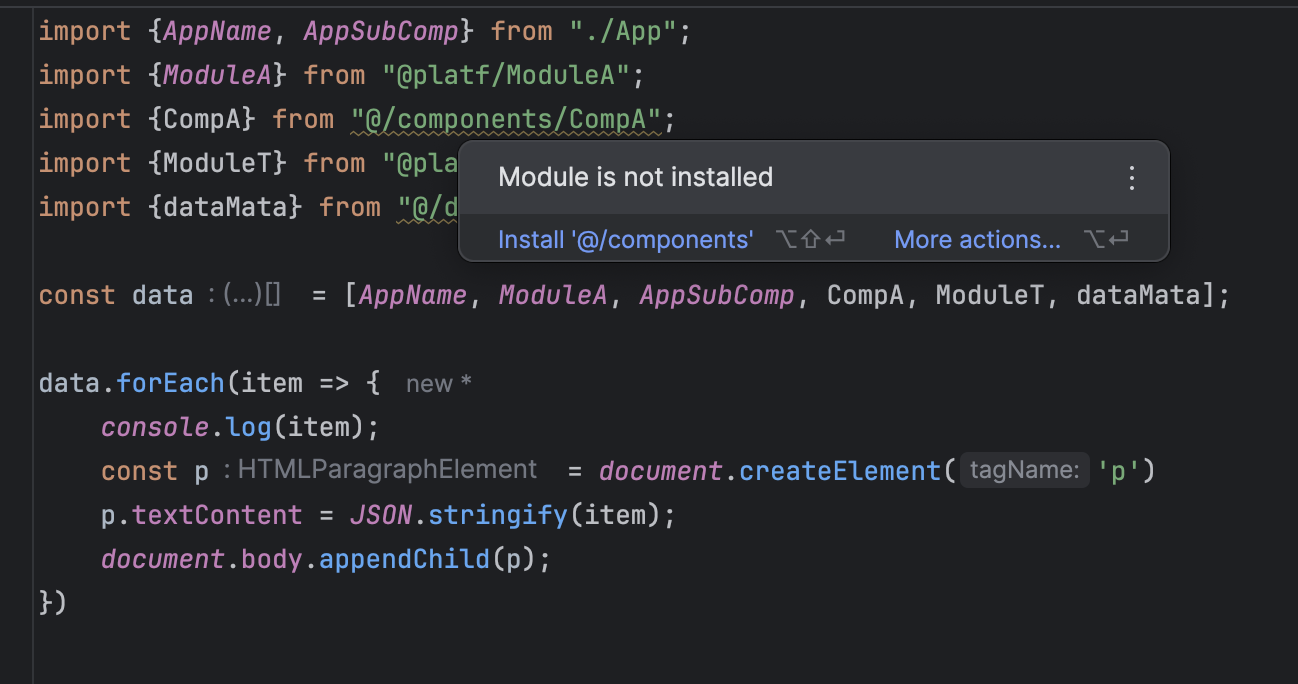 import {AppName, AppSubComp} from "./App";
import {ModuleA} from "@platf/ModuleA";
import {CompA} from "@/components/CompA";
import {ModuleT} from "@pla
import {dataMata} from "@/d
Module is not installed
Install '@/components' ⌥⇧⏎ More actions... ⌥⏎
const data :(...)[] = [AppName, ModuleA, AppSubComp, CompA, ModuleT, dataMata];
data.forEach(item => { new *
console.log(item);
const p : HTMLParagraphElement = document.createElement( tagName: 'p')
p.textContent = JSON.stringify(item);
document.body.appendChild(p);
})